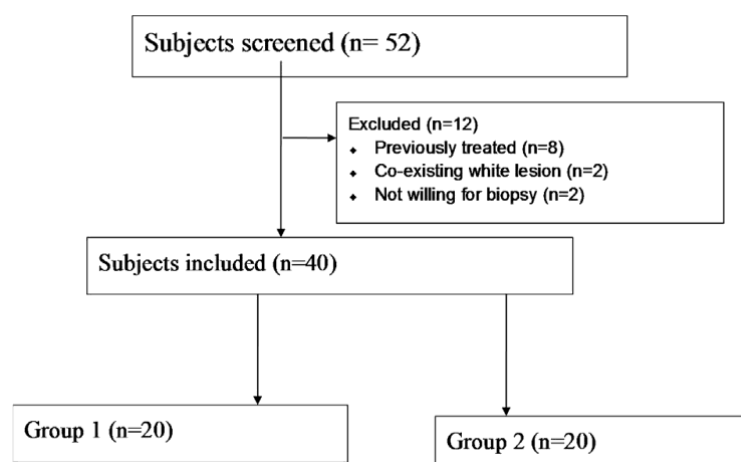 Subjects screened (n= 52)
Excluded (n=12)
◆ Previously treated (n=8)
◆ Co-existing white lesion (n=2)
◆ Not willing for biopsy (n=2)
Subjects included (n=40)
Group 1 (n=20)
Group 2 (n=20)